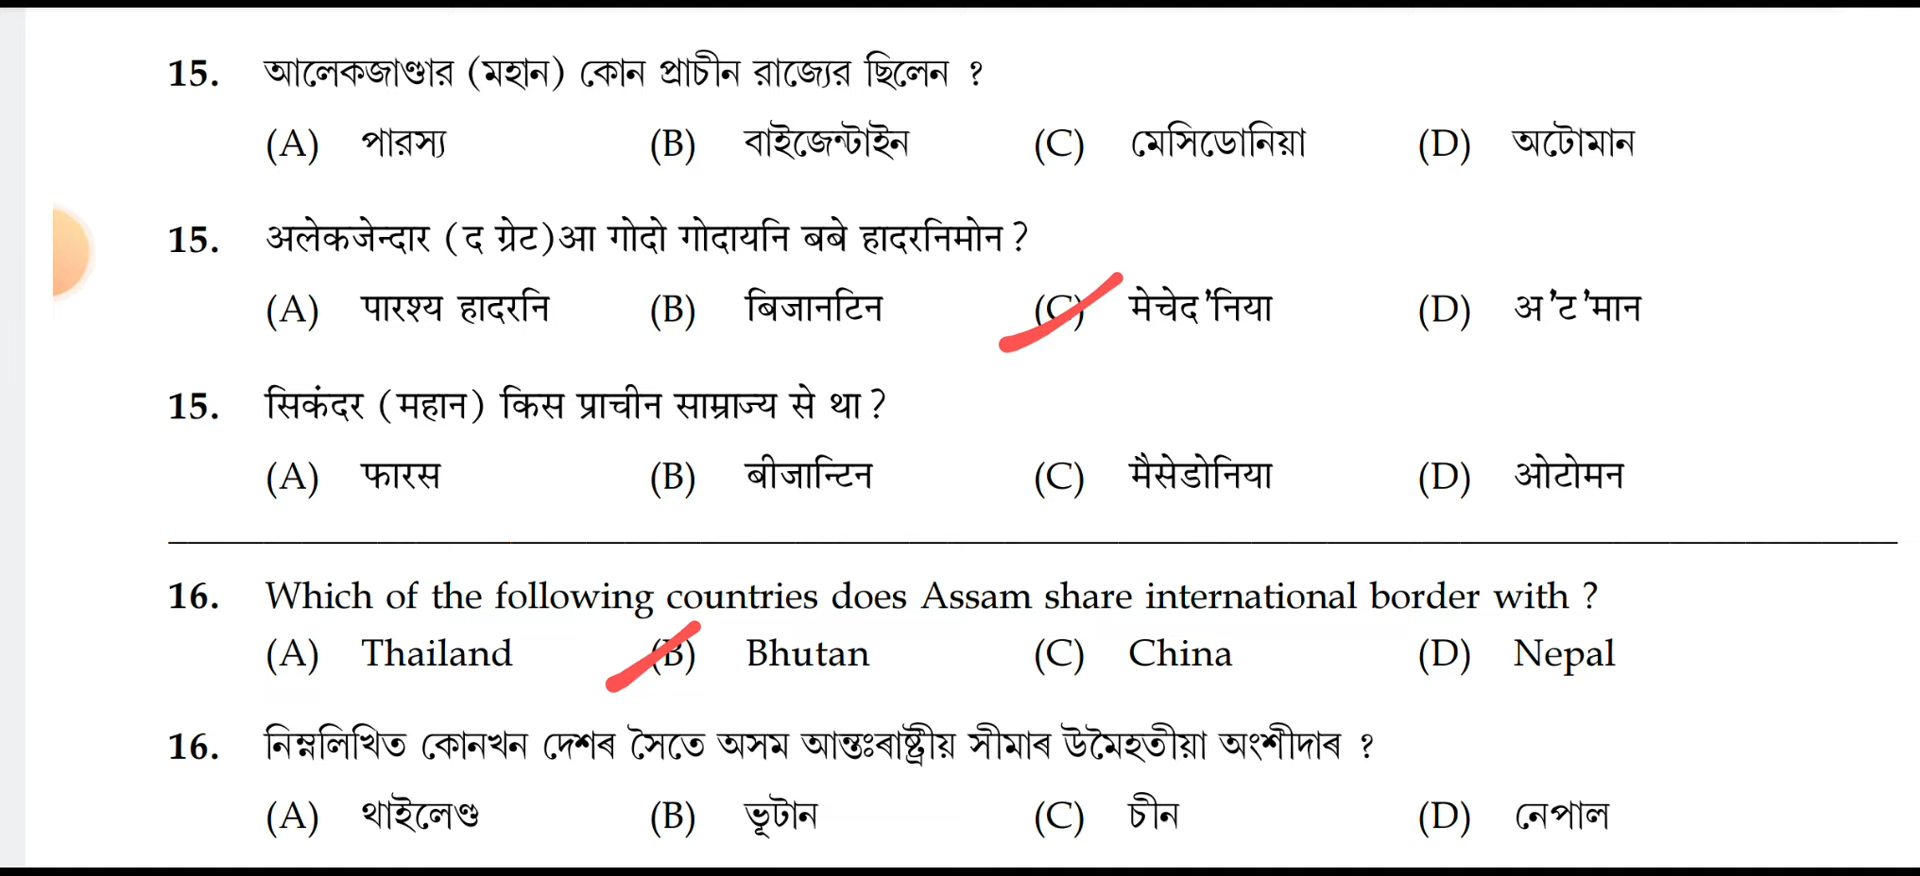 15. আলেকজাণ্ডার (মহান) কোন প্রাচীন রাজ্যের ছিলেন ?
(A) পারস্য (B) বাইজেন্টাইন (C) মেসিডোনিয়া (D) অটোমান
15. अलेकजेन्दार (द ग्रेट)आ गोदो गोदायनि बबे हादरनिमोन ?
(A) पारश्य हादरनि (B) बिजानटिन (C) मेचेद'निया (D) अ'ट'मान
15. सिकंदर (महान) किस प्राचीन साम्राज्य से था ?
(A) फारस (B) बीजान्टिन (C) मैसेडोनिया (D) ओटोमन
16. Which of the following countries does Assam share international border with ?
(A) Thailand (B) Bhutan (C) China (D) Nepal
16. নিম্নলিখিত কোনখন দেশৰ সৈতে অসম আন্তঃৰাষ্ট্ৰীয় সীমাৰ উমৈহতীয়া অংশীদাৰ ?
(A) থাইলেণ্ড (B) ভূটান (C) চীন (D) নেপাল